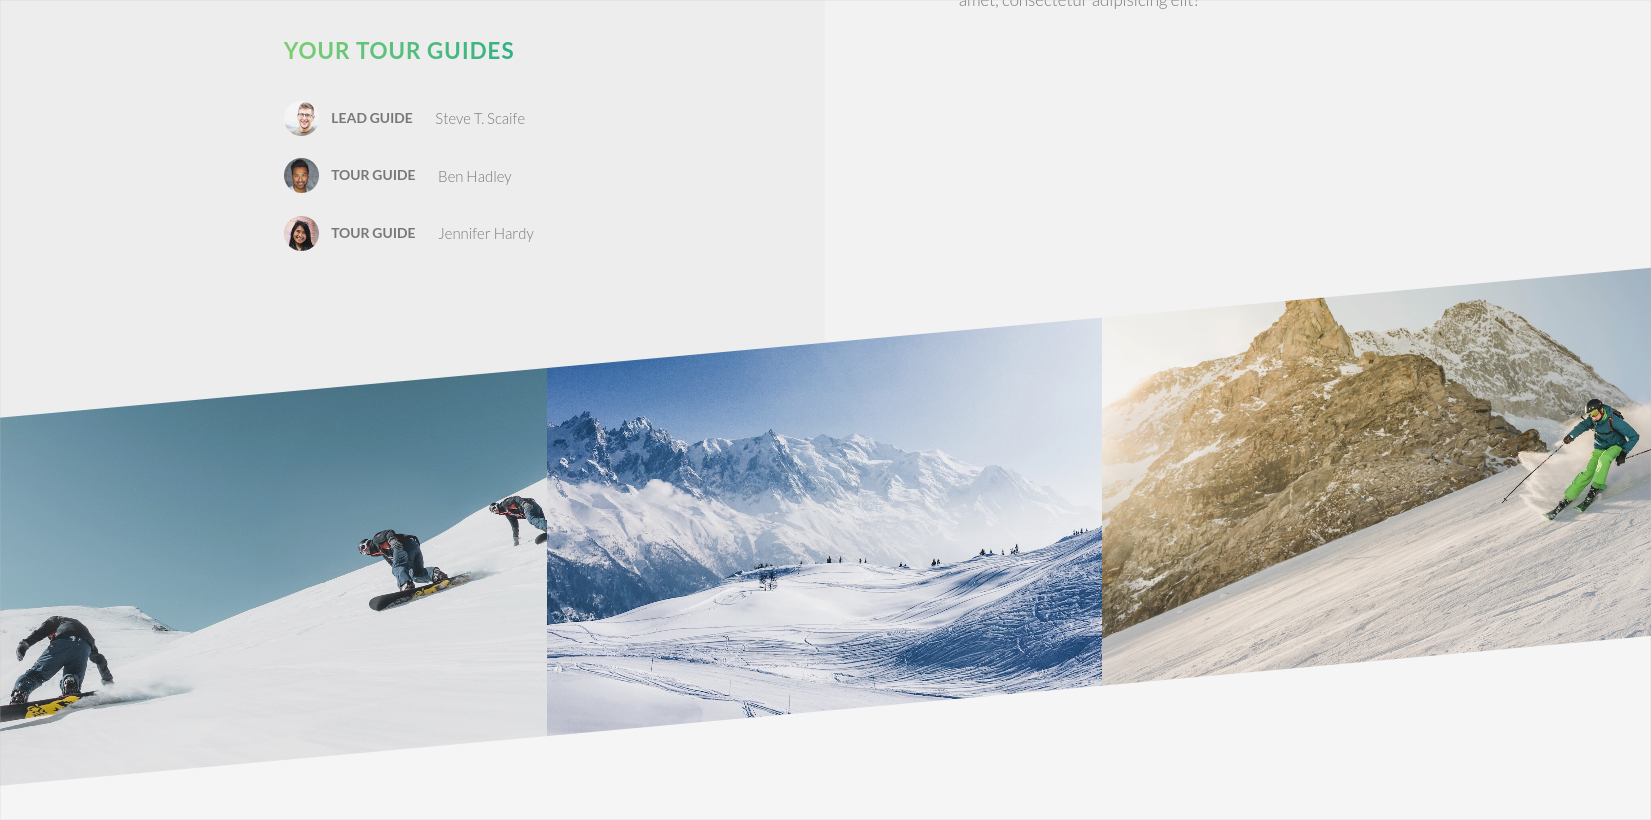 amet, consectetur adipisicing elit!
YOUR TOUR GUIDES
LEAD GUIDE Steve T. Scaife
TOUR GUIDE Ben Hadley
TOUR GUIDE Jennifer Hardy